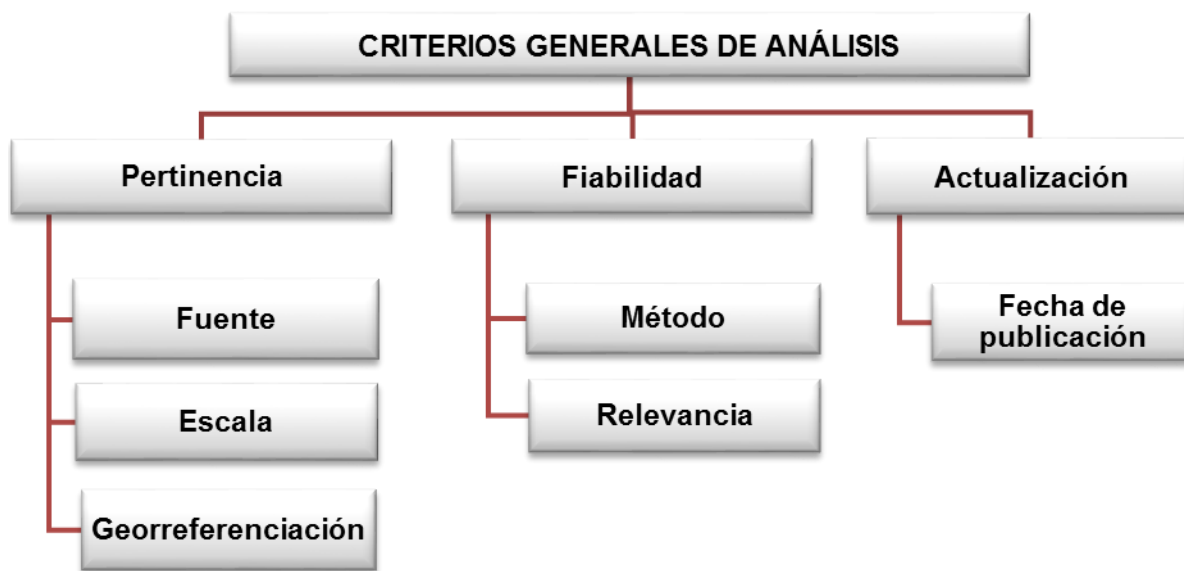 CRITERIOS GENERALES DE ANÁLISIS
Pertinencia
Fiabilidad
Actualización
Fuente
Escala
Georreferenciación
Método
Relevancia
Fecha de
publicación